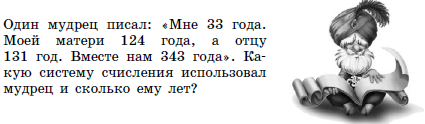 Один мудрец писал: «Мне 33 года.
Моей матери 124 года, а отцу
131 год. Вместе нам 343 года». Ка-
кую систему счисления использовал
мудрец и сколько ему лет?